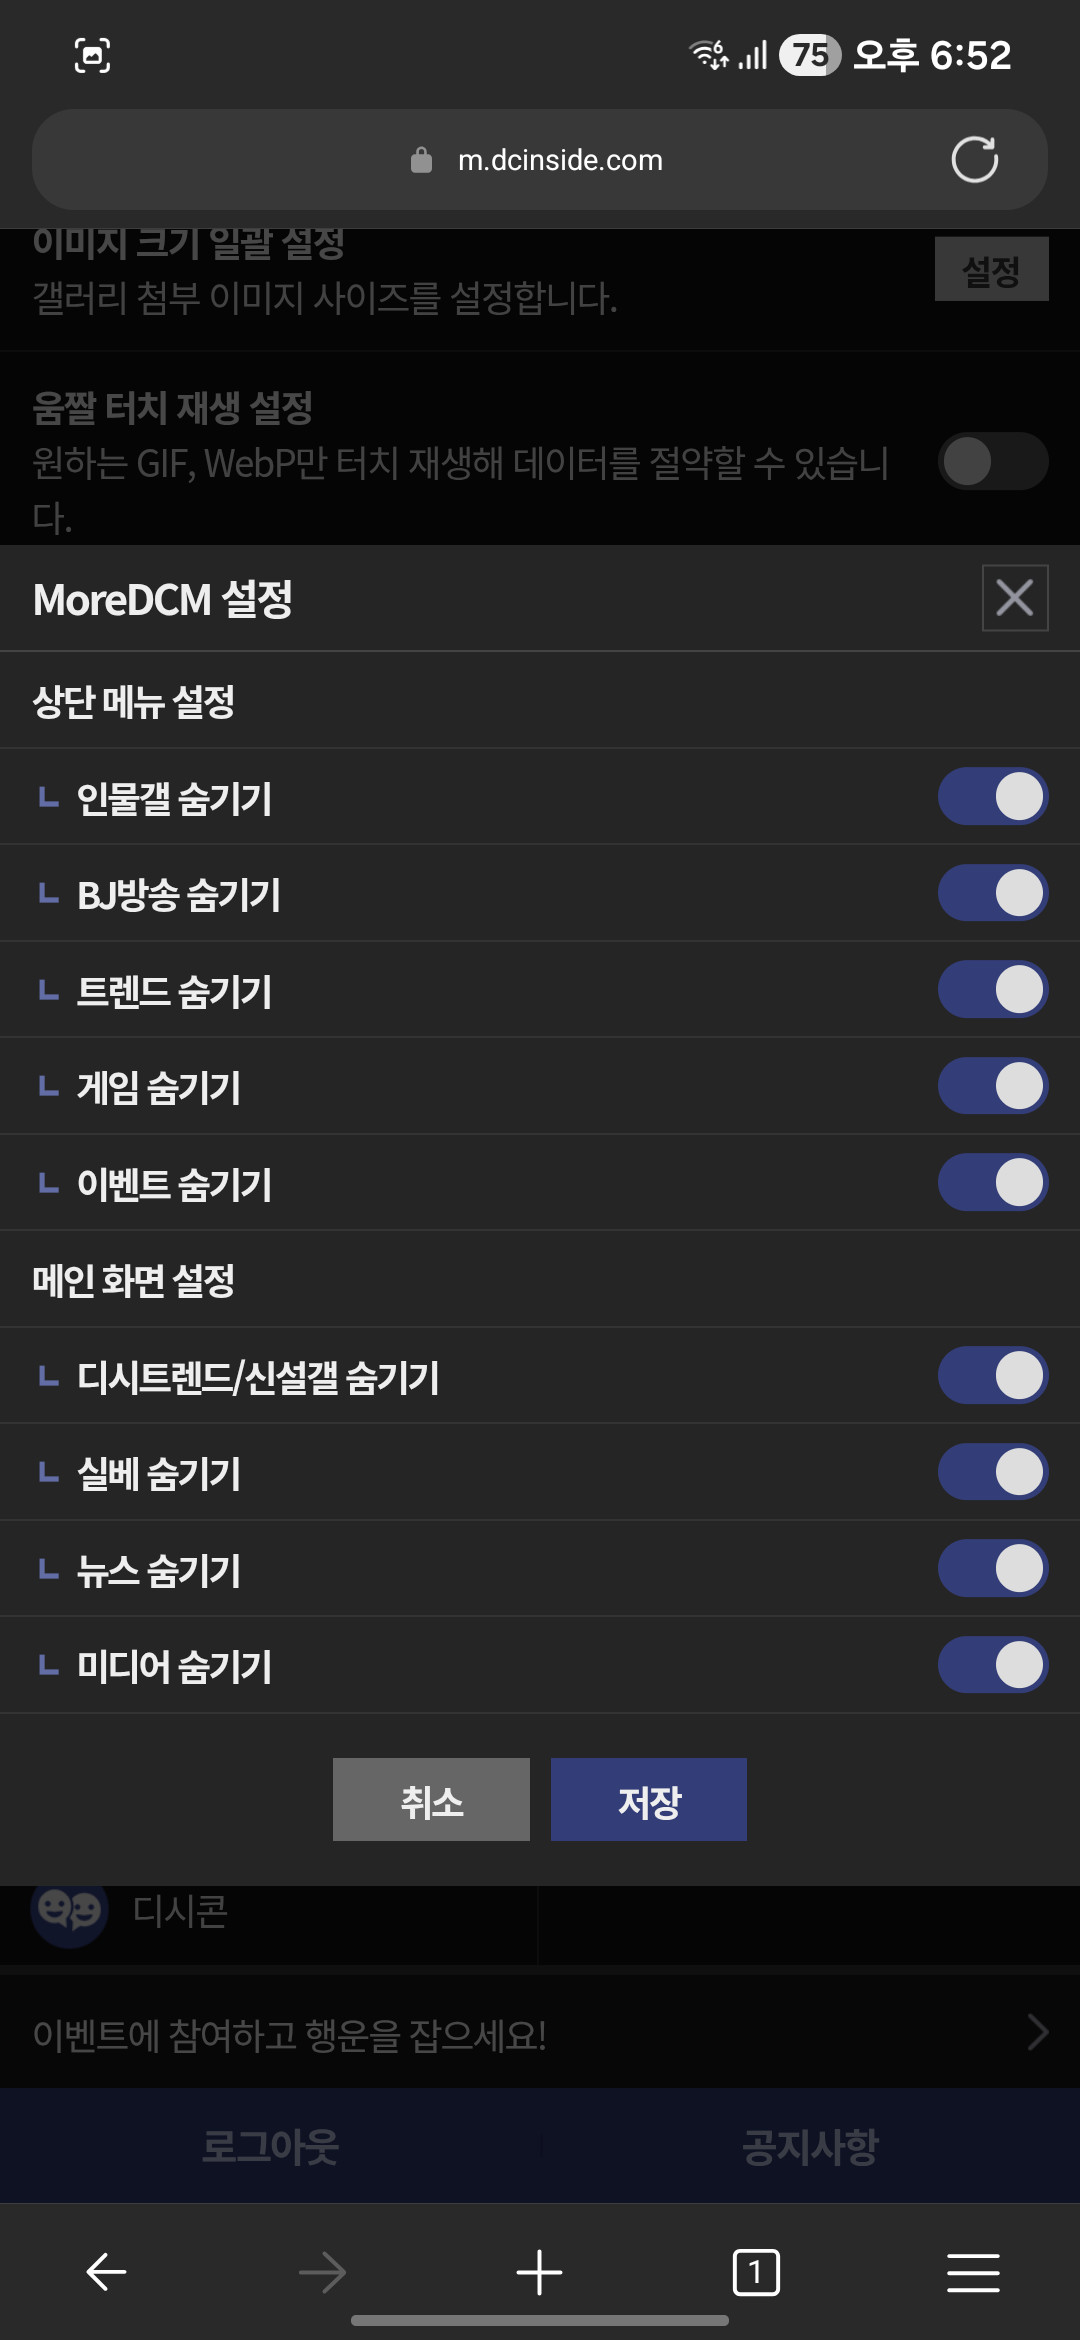 75 오후 6:52
m.dcinside.com
이미지 크기 일괄 설정
갤러리 첨부 이미지 사이즈를 설정합니다.
설정
움짤 터치 재생 설정
원하는 GIF, WebP만 터치 재생해 데이터를 절약할 수 있습니
다.
MoreDCM 설정
상단 메뉴 설정
인물갤 숨기기
BJ방송 숨기기
트렌드 숨기기
게임 숨기기
이벤트 숨기기
메인 화면 설정
디시트렌드/신설갤 숨기기
실베 숨기기
뉴스 숨기기
미디어 숨기기
취소 저장
디시콘
이벤트에 참여하고 행운을 잡으세요!
로그아웃 공지사항
1